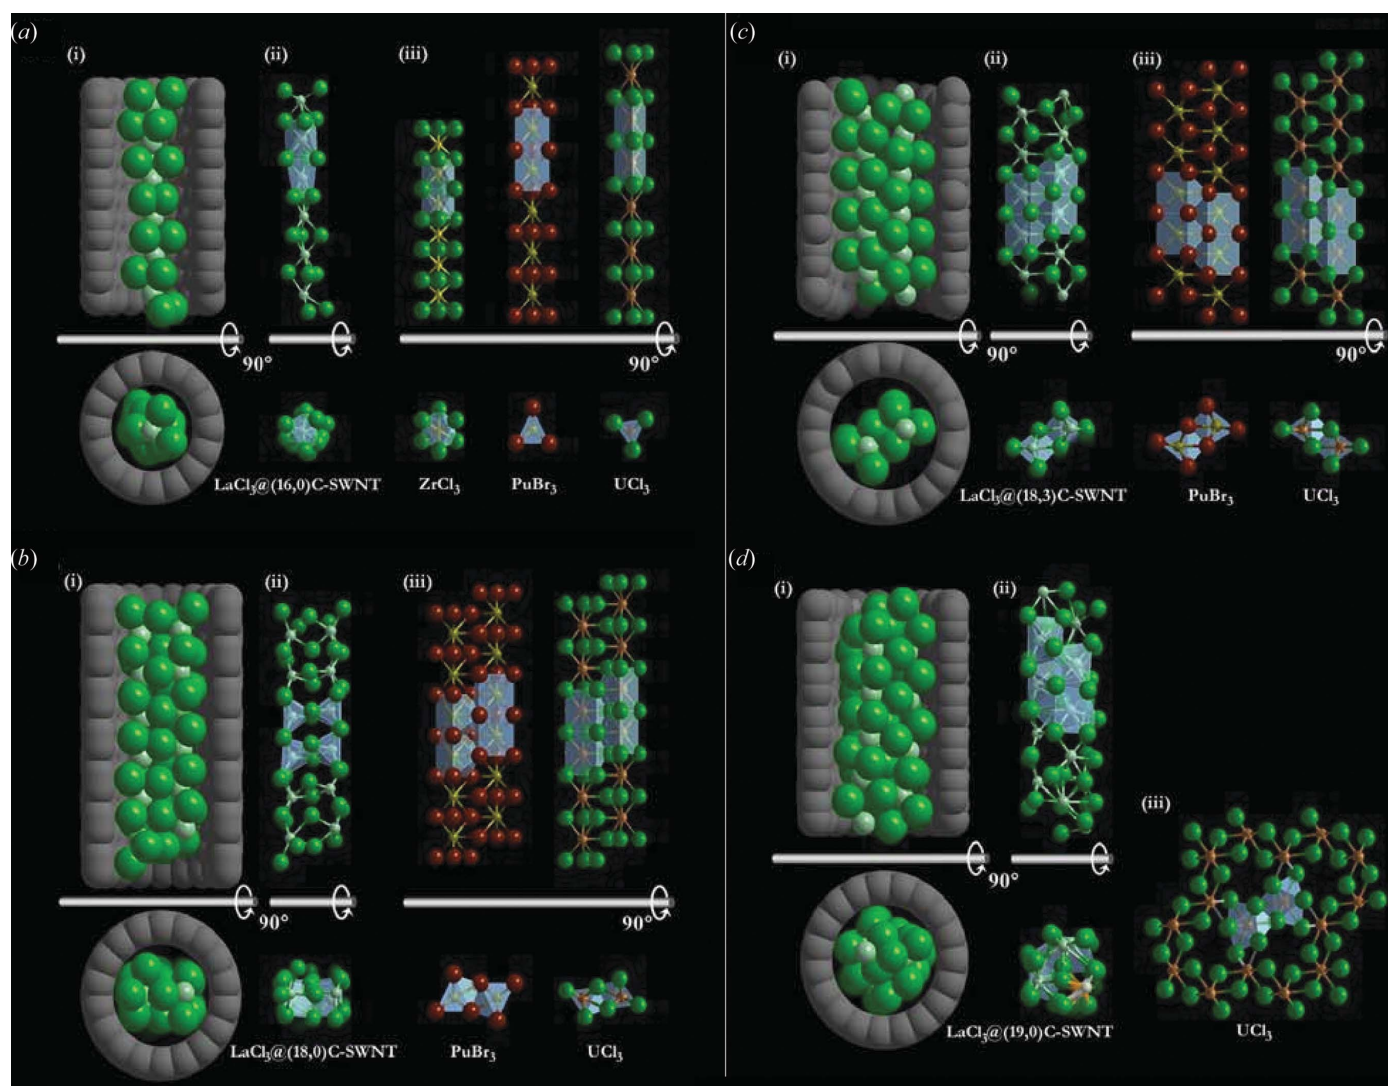 (a)
(i)
(ii)
(iii)
90°
90°
LaCl₃@(16,0)C-SWNT
ZrCl₃
PuBr₃
UCl₃
(b)
(i)
(ii)
(iii)
90°
90°
LaCl₃@(18,0)C-SWNT
PuBr₃
UCl₃
(c)
(i)
(ii)
(iii)
90°
90°
LaCl₃@(18,3)C-SWNT
PuBr₃
UCl₃
(d)
(i)
(ii)
90°
(iii)
LaCl₃@(19,0)C-SWNT
UCl₃